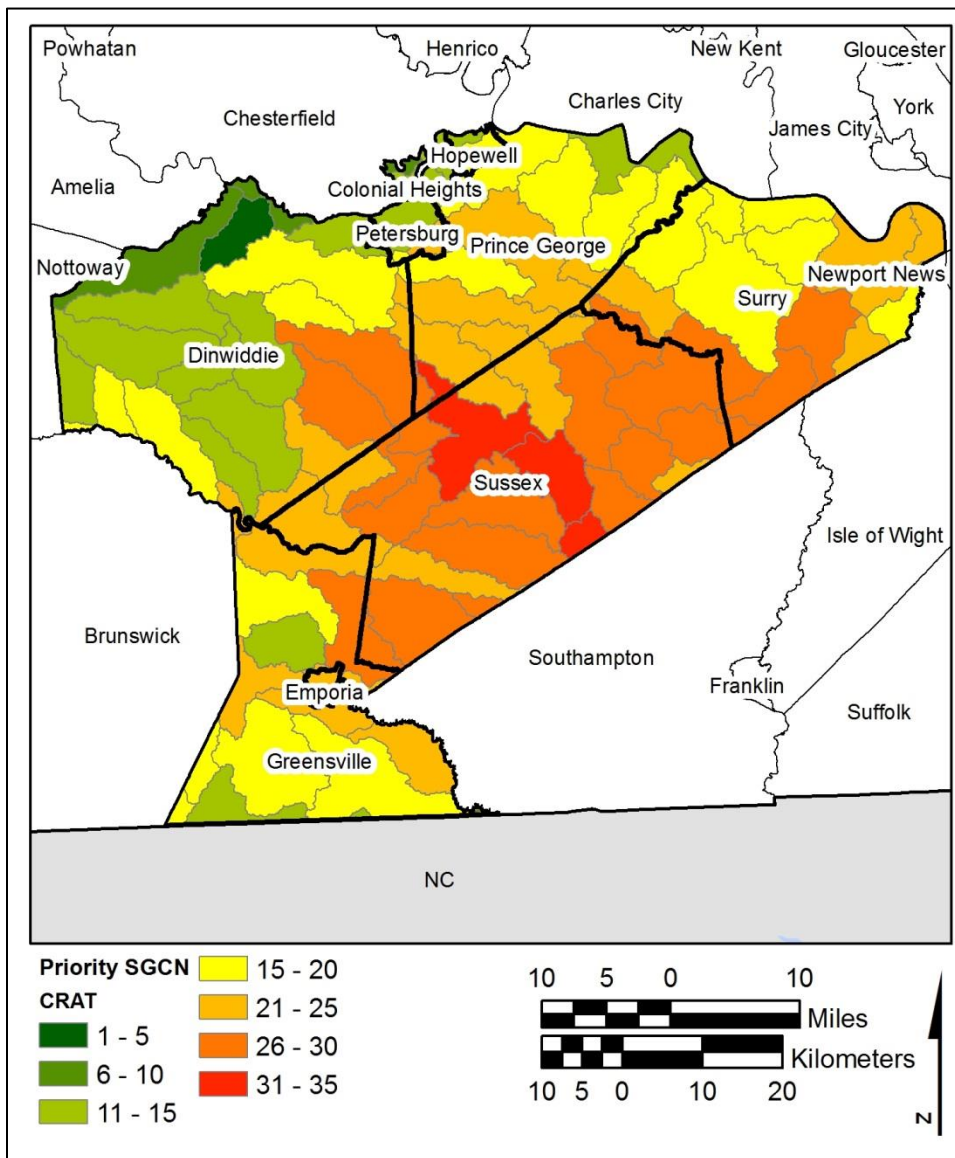 Powhatan
Henrico
New Kent
Gloucester
Chesterfield
Charles City
York
James City
Hopewell
Amelia
Colonial Heights
Petersburg
Prince George
Nottoway
Newport News
Surry
Dinwiddie
Sussex
Isle of Wight
Brunswick
Southampton
Emporia
Franklin
Suffolk
Greensville
NC
Priority SGCN
CRAT
1 - 5
6 - 10
11 - 15
15 - 20
21 - 25
26 - 30
31 - 35
10 5 0 10
Miles
Kilometers
10 5 0 10 20
N